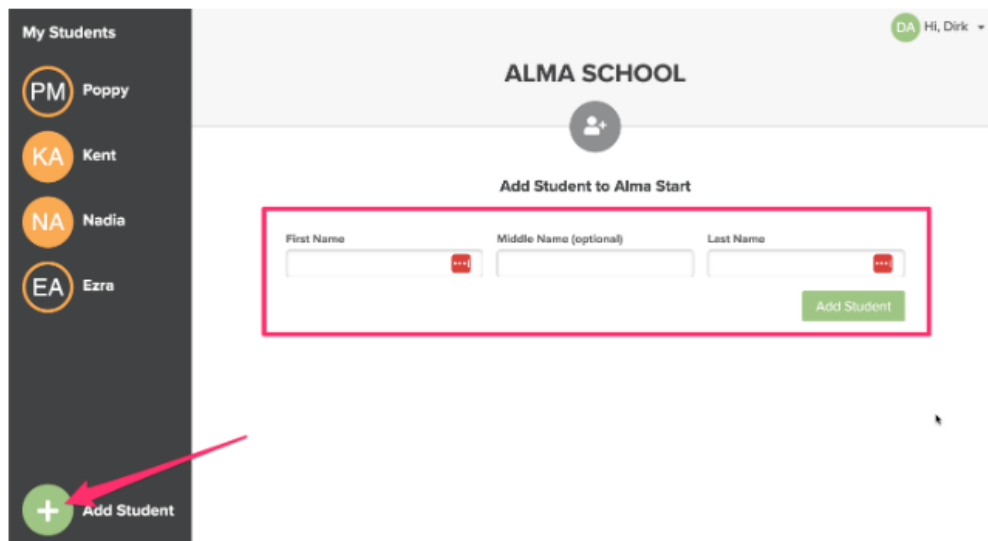 My Students
PM Poppy
KA Kent
NA Nadia
EA Ezra
+ Add Student
DA Hi, Dirk
ALMA SCHOOL
Add Student to Alma Start
First Name Middle Name (optional) Last Name
Add Student